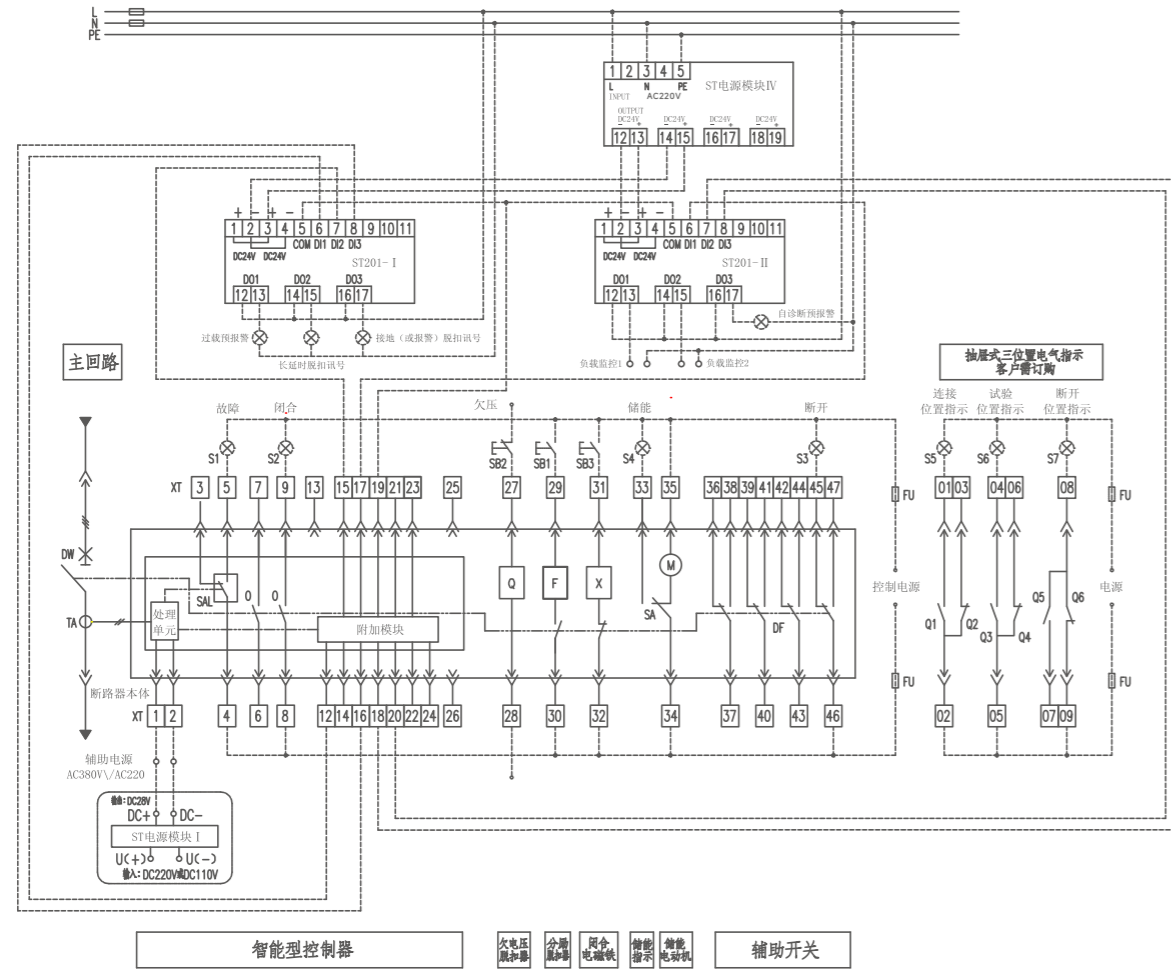 L
N
PE
1 2 3 4 5
L N PE
ST电源模块Ⅳ
INPUT AC220V
OUTPUT
DC24V DC24V DC24V DC24V
- + - + - + - +
12 13 14 15 16 17 18 19
+ - + -
1 2 3 4 5 6 7 8 9 10 11
COM DI1 DI2 DI3
DC24V DC24V
ST201-Ⅰ
DO1 DO2 DO3
12 13 14 15 16 17
过载预报警
接地（或报警）脱扣讯号
长延时脱扣讯号
+ - + -
1 2 3 4 5 6 7 8 9 10 11
COM DI1 DI2 DI3
DC24V DC24V
ST201-Ⅱ
DO1 DO2 DO3
12 13 14 15 16 17
自诊断预报警
负载监控1
负载监控2
主回路
抽屉式三位置电气指示
客户需订购
故障 闭合 欠压 储能 断开
连接
位置指示
试验
位置指示
断开
位置指示
S1 S2 SB2 SB1 SB3 S4 S3 S5 S6 S7
XT 3 5 7 9 13 15 17 19 21 23 25 27 29 31 33 35 36 38 39 41 42 44 45 47
01 03 04 06 08
FU FU
DW
TA
SAL
O O
处理
单元
附加模块
Q F X M
SA
DF
控制电源
电源
Q1 Q2 Q3 Q4 Q5 Q6
FU FU
断路器本体
XT 1 2 4 6 8 12 14 16 18 20 22 24 26 28 30 32 34 37 40 43 46
02 05 07 09
辅助电源
AC380V\/AC220
输出:DC28V
DC+ DC-
ST电源模块Ⅰ
U(+) U(-)
输入:DC220V或DC110V
智能型控制器
欠电压
脱扣器
分励
脱扣器
闭合
电磁铁
储能
指示
储能
电动机
辅助开关